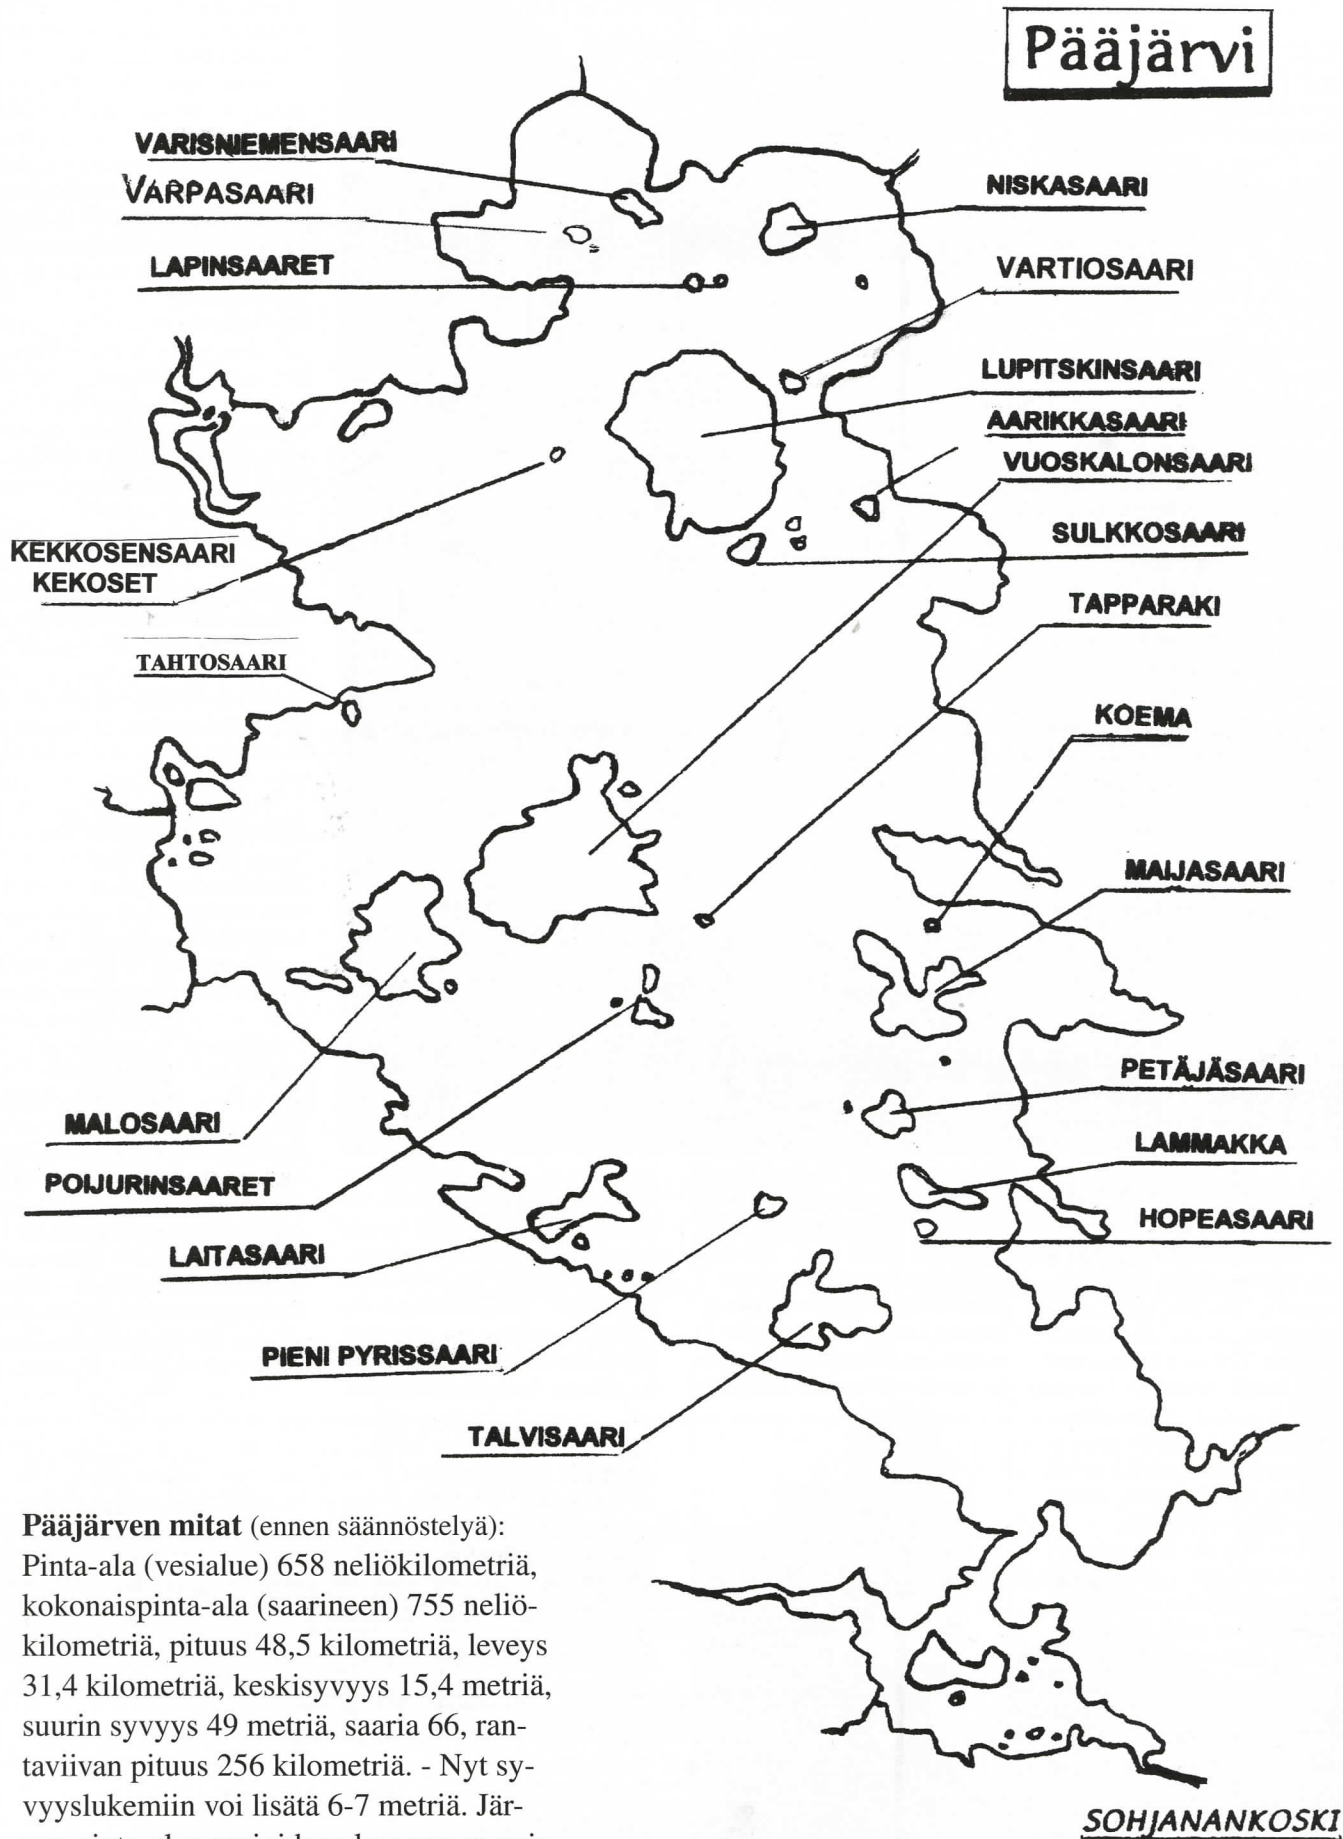 Pääjärvi
VARISNIEMENSAARI
VARPASAARI
LAPINSAARET
NISKASAARI
VARTIOSAARI
LUPITSKINSAARI
AARIKKASAARI
VUOSKALONSAARI
SULKKOSAARI
KEKKOSENSAARI
KEKOSET
TAPPARAKI
TAHTOSAARI
KOEMA
MAIJASAARI
PETÄJÄSAARI
MALOSAARI
LAMMAKKA
POIJURINSAARET
HOPEASAARI
LAITASAARI
PIENI PYRISSAARI
TALVISAARI
Pääjärven mitat (ennen säännöstelyä):
Pinta-ala (vesialue) 658 neliökilometriä,
kokonaispinta-ala (saarineen) 755 neliö-
kilometriä, pituus 48,5 kilometriä, leveys
31,4 kilometriä, keskisyvyys 15,4 metriä,
suurin syvyys 49 metriä, saaria 66, ran-
taviivan pituus 256 kilometriä. - Nyt sy-
vyyslukemiin voi lisätä 6-7 metriä. Jär-
SOHJANANKOSKI